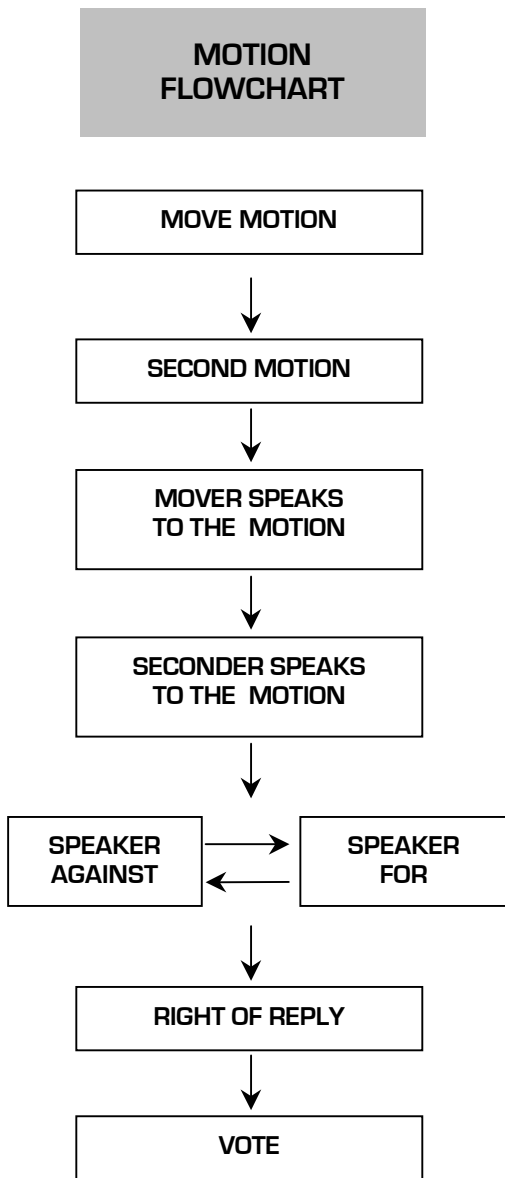 MOTION
FLOWCHART
MOVE MOTION
SECOND MOTION
MOVER SPEAKS
TO THE MOTION
SECONDER SPEAKS
TO THE MOTION
SPEAKER
AGAINST
SPEAKER
FOR
RIGHT OF REPLY
VOTE